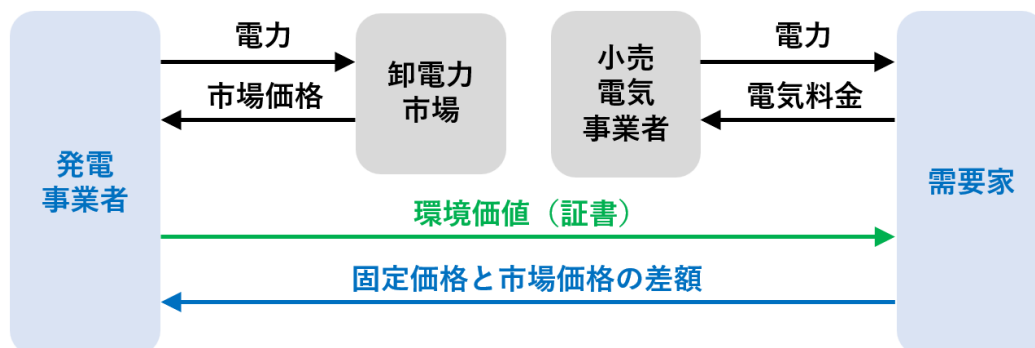 電力
市場価格
卸電力
市場
小売
電気
事業者
電力
電気料金
発電
事業者
需要家
環境価値（証書）
固定価格と市場価格の差額